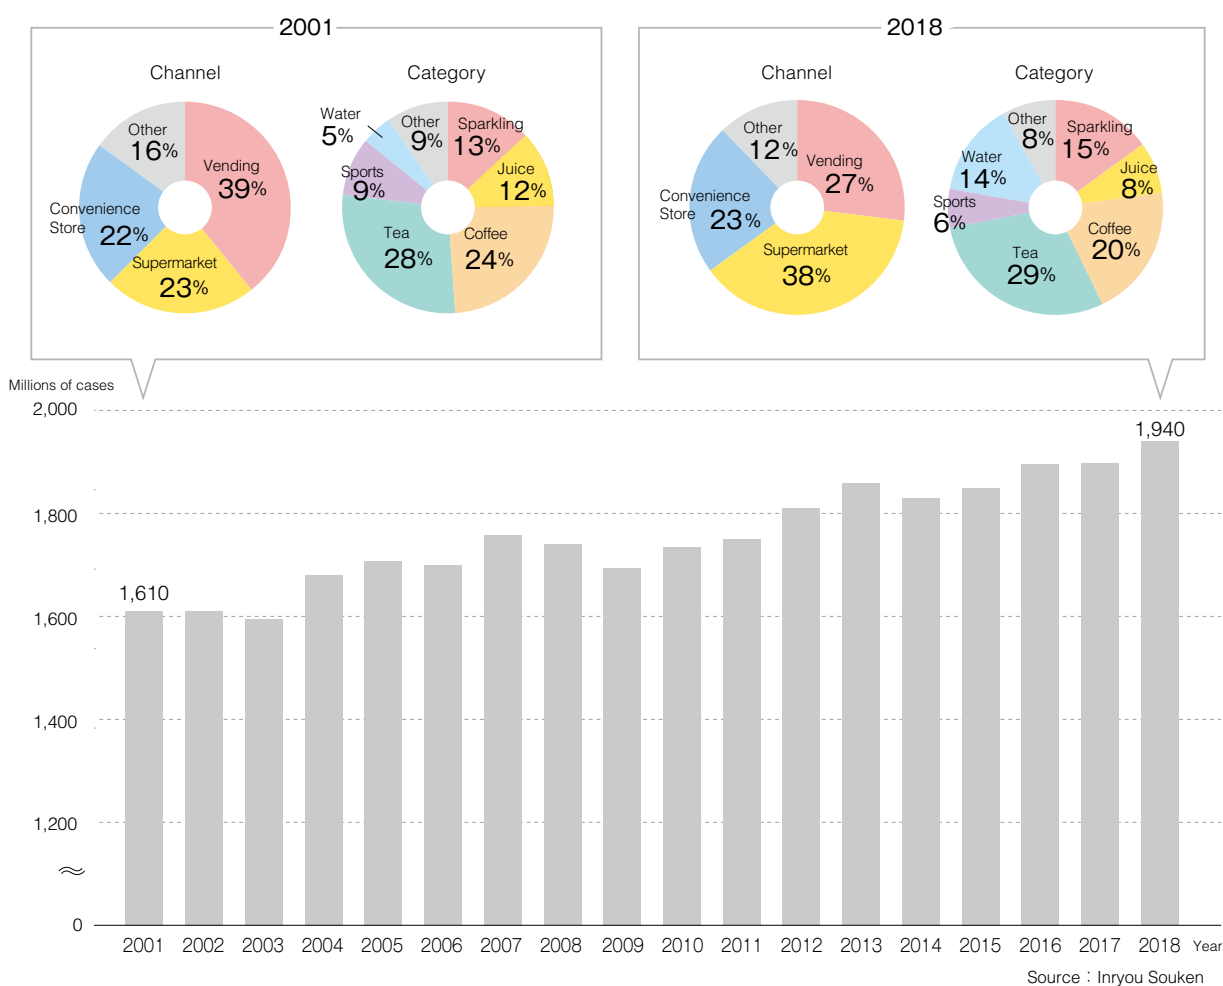 2001
Channel
Category
Other
16%
Vending
39%
Convenience
Store
22%
Supermarket
23%
Water
5%
Other
9%
Sparkling
13%
Sports
9%
Juice
12%
Tea
28%
Coffee
24%
2018
Channel
Category
Other
12%
Vending
27%
Convenience
Store
23%
Supermarket
38%
Other
8%
Sparkling
15%
Water
14%
Juice
8%
Sports
6%
Coffee
20%
Tea
29%
Millions of cases
2,000
1,800
1,600
1,400
1,200
0
1,610
1,940
2001 2002 2003 2004 2005 2006 2007 2008 2009 2010 2011 2012 2013 2014 2015 2016 2017 2018 Year
Source：Inryou Souken